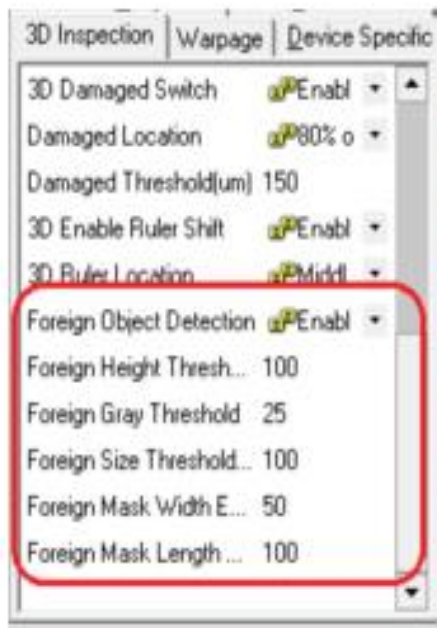 3D Inspection Warpage Device Specific
3D Damaged Switch Enabl
Damaged Location 80% o
Damaged Threshold(um) 150
3D Enable Ruler Shift Enabl
3D Ruler Location Middl
Foreign Object Detection Enabl
Foreign Height Thresh... 100
Foreign Gray Threshold 25
Foreign Size Threshold... 100
Foreign Mask Width E... 50
Foreign Mask Length ... 100